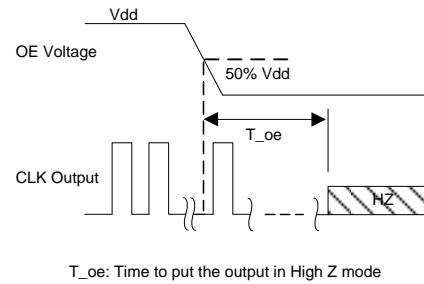 Vdd
OE Voltage
50% Vdd
T_oe
CLK Output
HZ
T_oe: Time to put the output in High Z mode